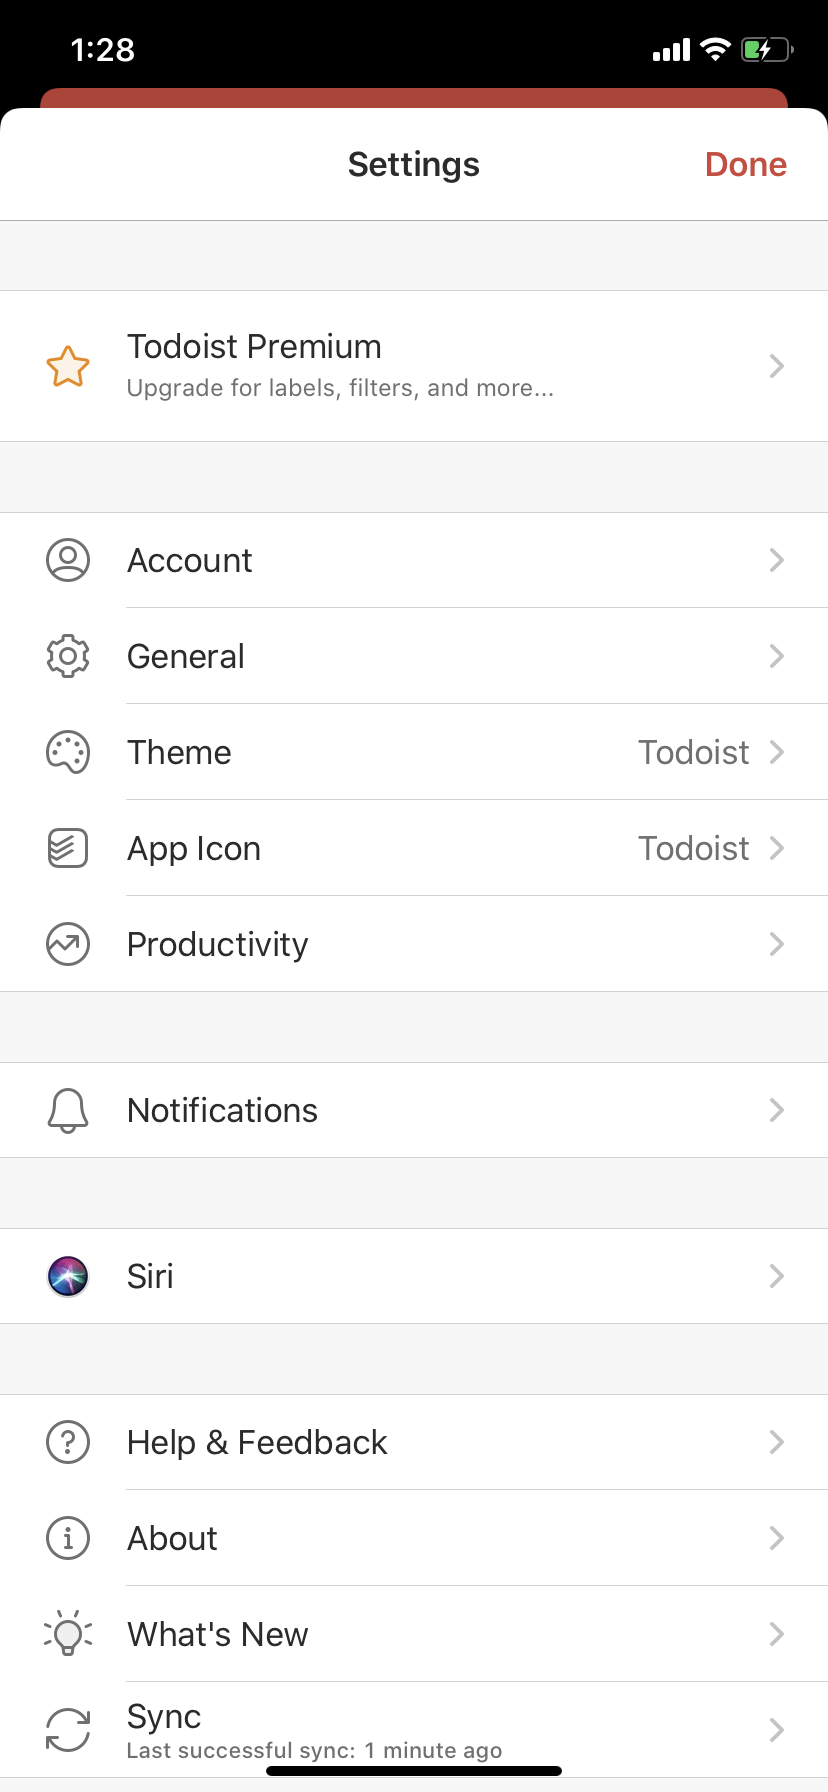 1:28
Settings
Done
Todoist Premium
Upgrade for labels, filters, and more...
Account
General
Theme
Todoist
App Icon
Todoist
Productivity
Notifications
Siri
Help & Feedback
About
What's New
Sync
Last successful sync: 1 minute ago